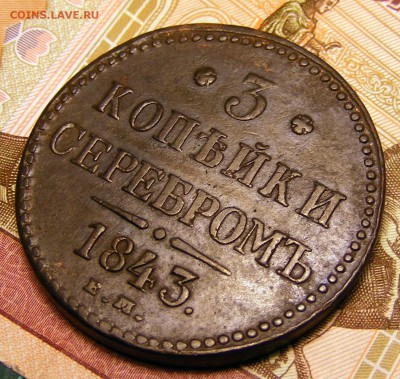 COINS.LAVE.RU
* 3 *
КОПѢЙКИ
СЕРЕБРОМЪ
1843.
Е.М.